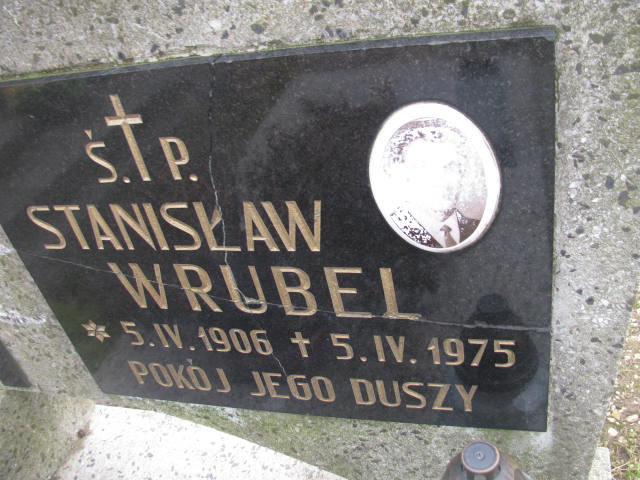 Ś.†P.
STANISŁAW
WRUBEL
* 5.IV.1906 † 5.IV.1975
POKÓJ JEGO DUSZY